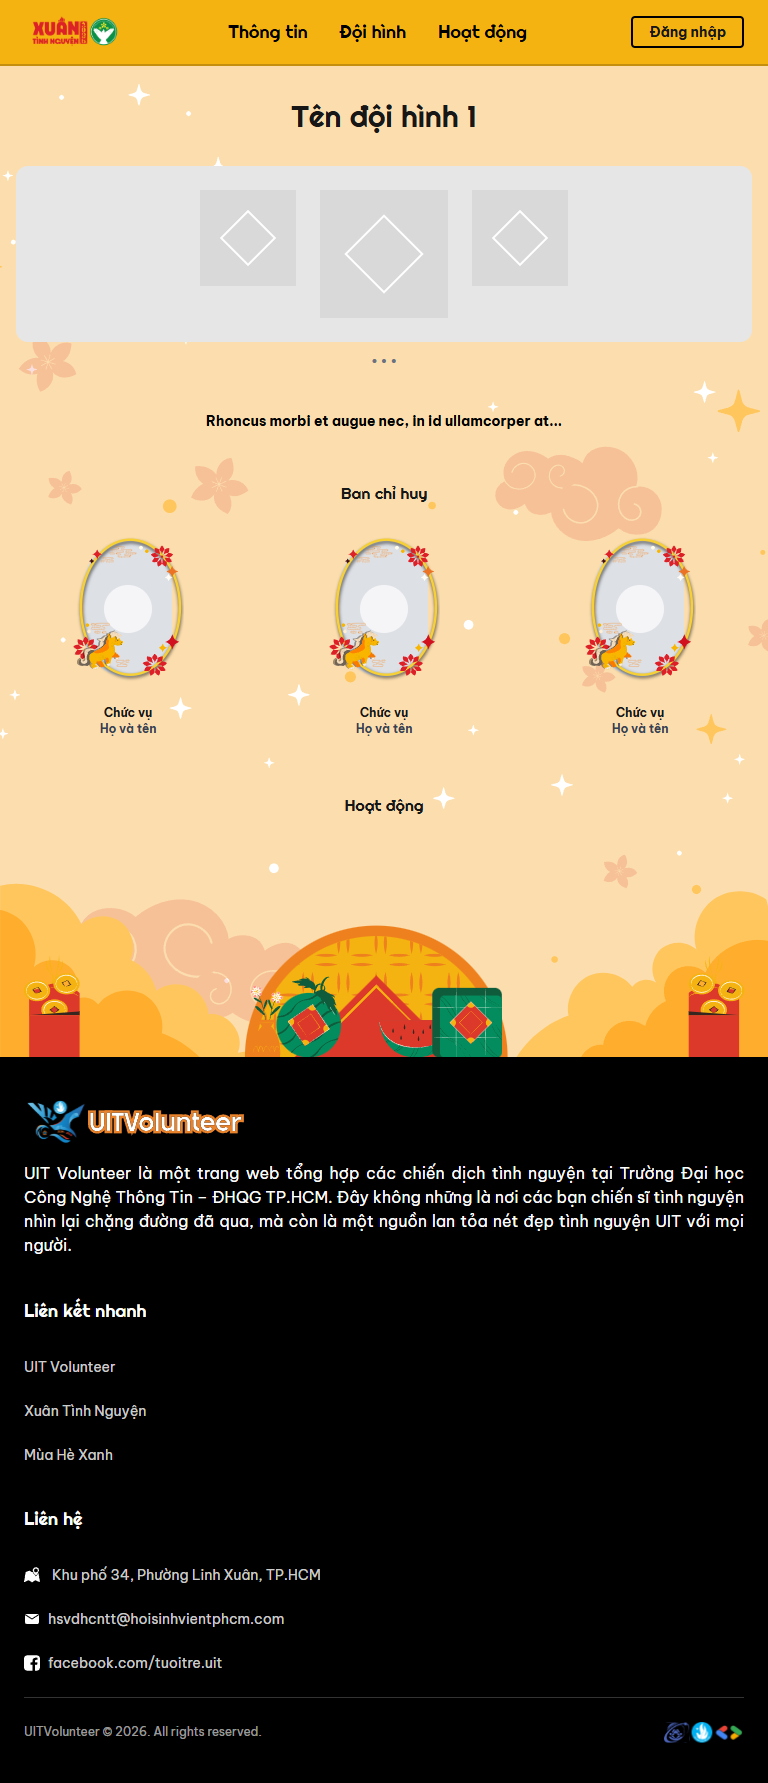 XUÂN
TÌNH NGUYỆN
Thông tin
Đội hình
Hoạt động
Đăng nhập
Tên đội hình 1
Rhoncus morbi et augue nec, in id ullamcorper at...
Ban chỉ huy
Chức vụ
Họ và tên
Chức vụ
Họ và tên
Chức vụ
Họ và tên
Hoạt động
UITVolunteer
UIT Volunteer là một trang web tổng hợp các chiến dịch tình nguyện tại Trường Đại học
Công Nghệ Thông Tin – ĐHQG TP.HCM. Đây không những là nơi các bạn chiến sĩ tình nguyện
nhìn lại chặng đường đã qua, mà còn là một nguồn lan tỏa nét đẹp tình nguyện UIT với mọi
người.
Liên kết nhanh
UIT Volunteer
Xuân Tình Nguyện
Mùa Hè Xanh
Liên hệ
Khu phố 34, Phường Linh Xuân, TP.HCM
hsvdhcntt@hoisinhvientphcm.com
facebook.com/tuoitre.uit
UITVolunteer © 2026. All rights reserved.